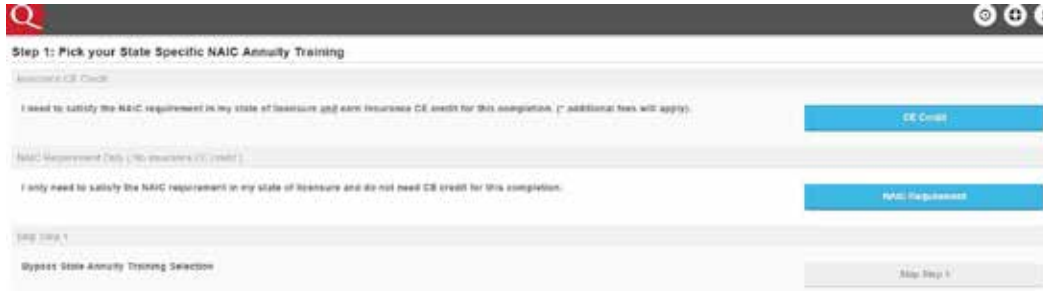 Q
Step 1: Pick your State Specific NAIC Annuity Training
Insurance CE Credit
I need to satisfy the NAIC requirement in my state of licensure and earn insurance CE credit for this completion. (* additional fees will apply).
CE Credit
NAIC Requirement Only ( No insurance CE Credit )
I only need to satisfy the NAIC requirement in my state of licensure and do not need CE credit for this completion.
NAIC Requirement
Skip Step 1
Bypass State Annuity Training Selection
Skip Step 1